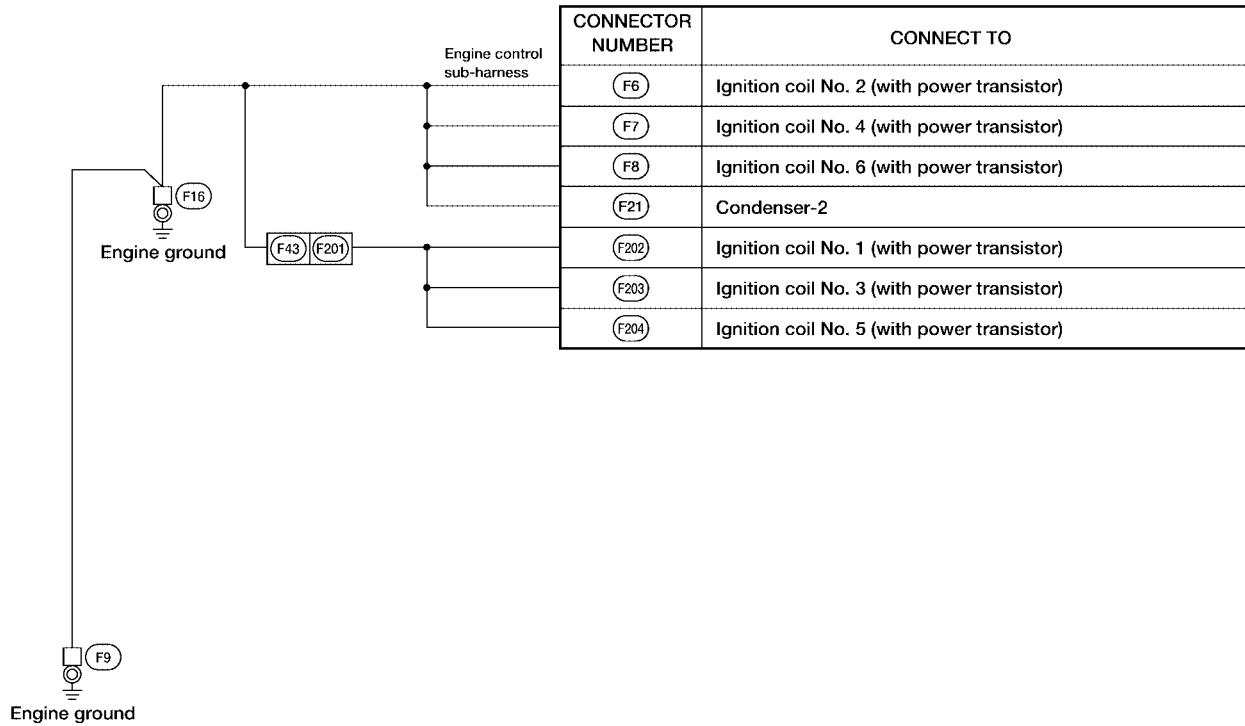 CONNECTOR NUMBER
CONNECT TO
Engine control
sub-harness
F6 Ignition coil No. 2 (with power transistor)
F7 Ignition coil No. 4 (with power transistor)
F8 Ignition coil No. 6 (with power transistor)
F16
F21 Condenser-2
Engine ground
F43 F201
F202 Ignition coil No. 1 (with power transistor)
F203 Ignition coil No. 3 (with power transistor)
F204 Ignition coil No. 5 (with power transistor)
F9
Engine ground